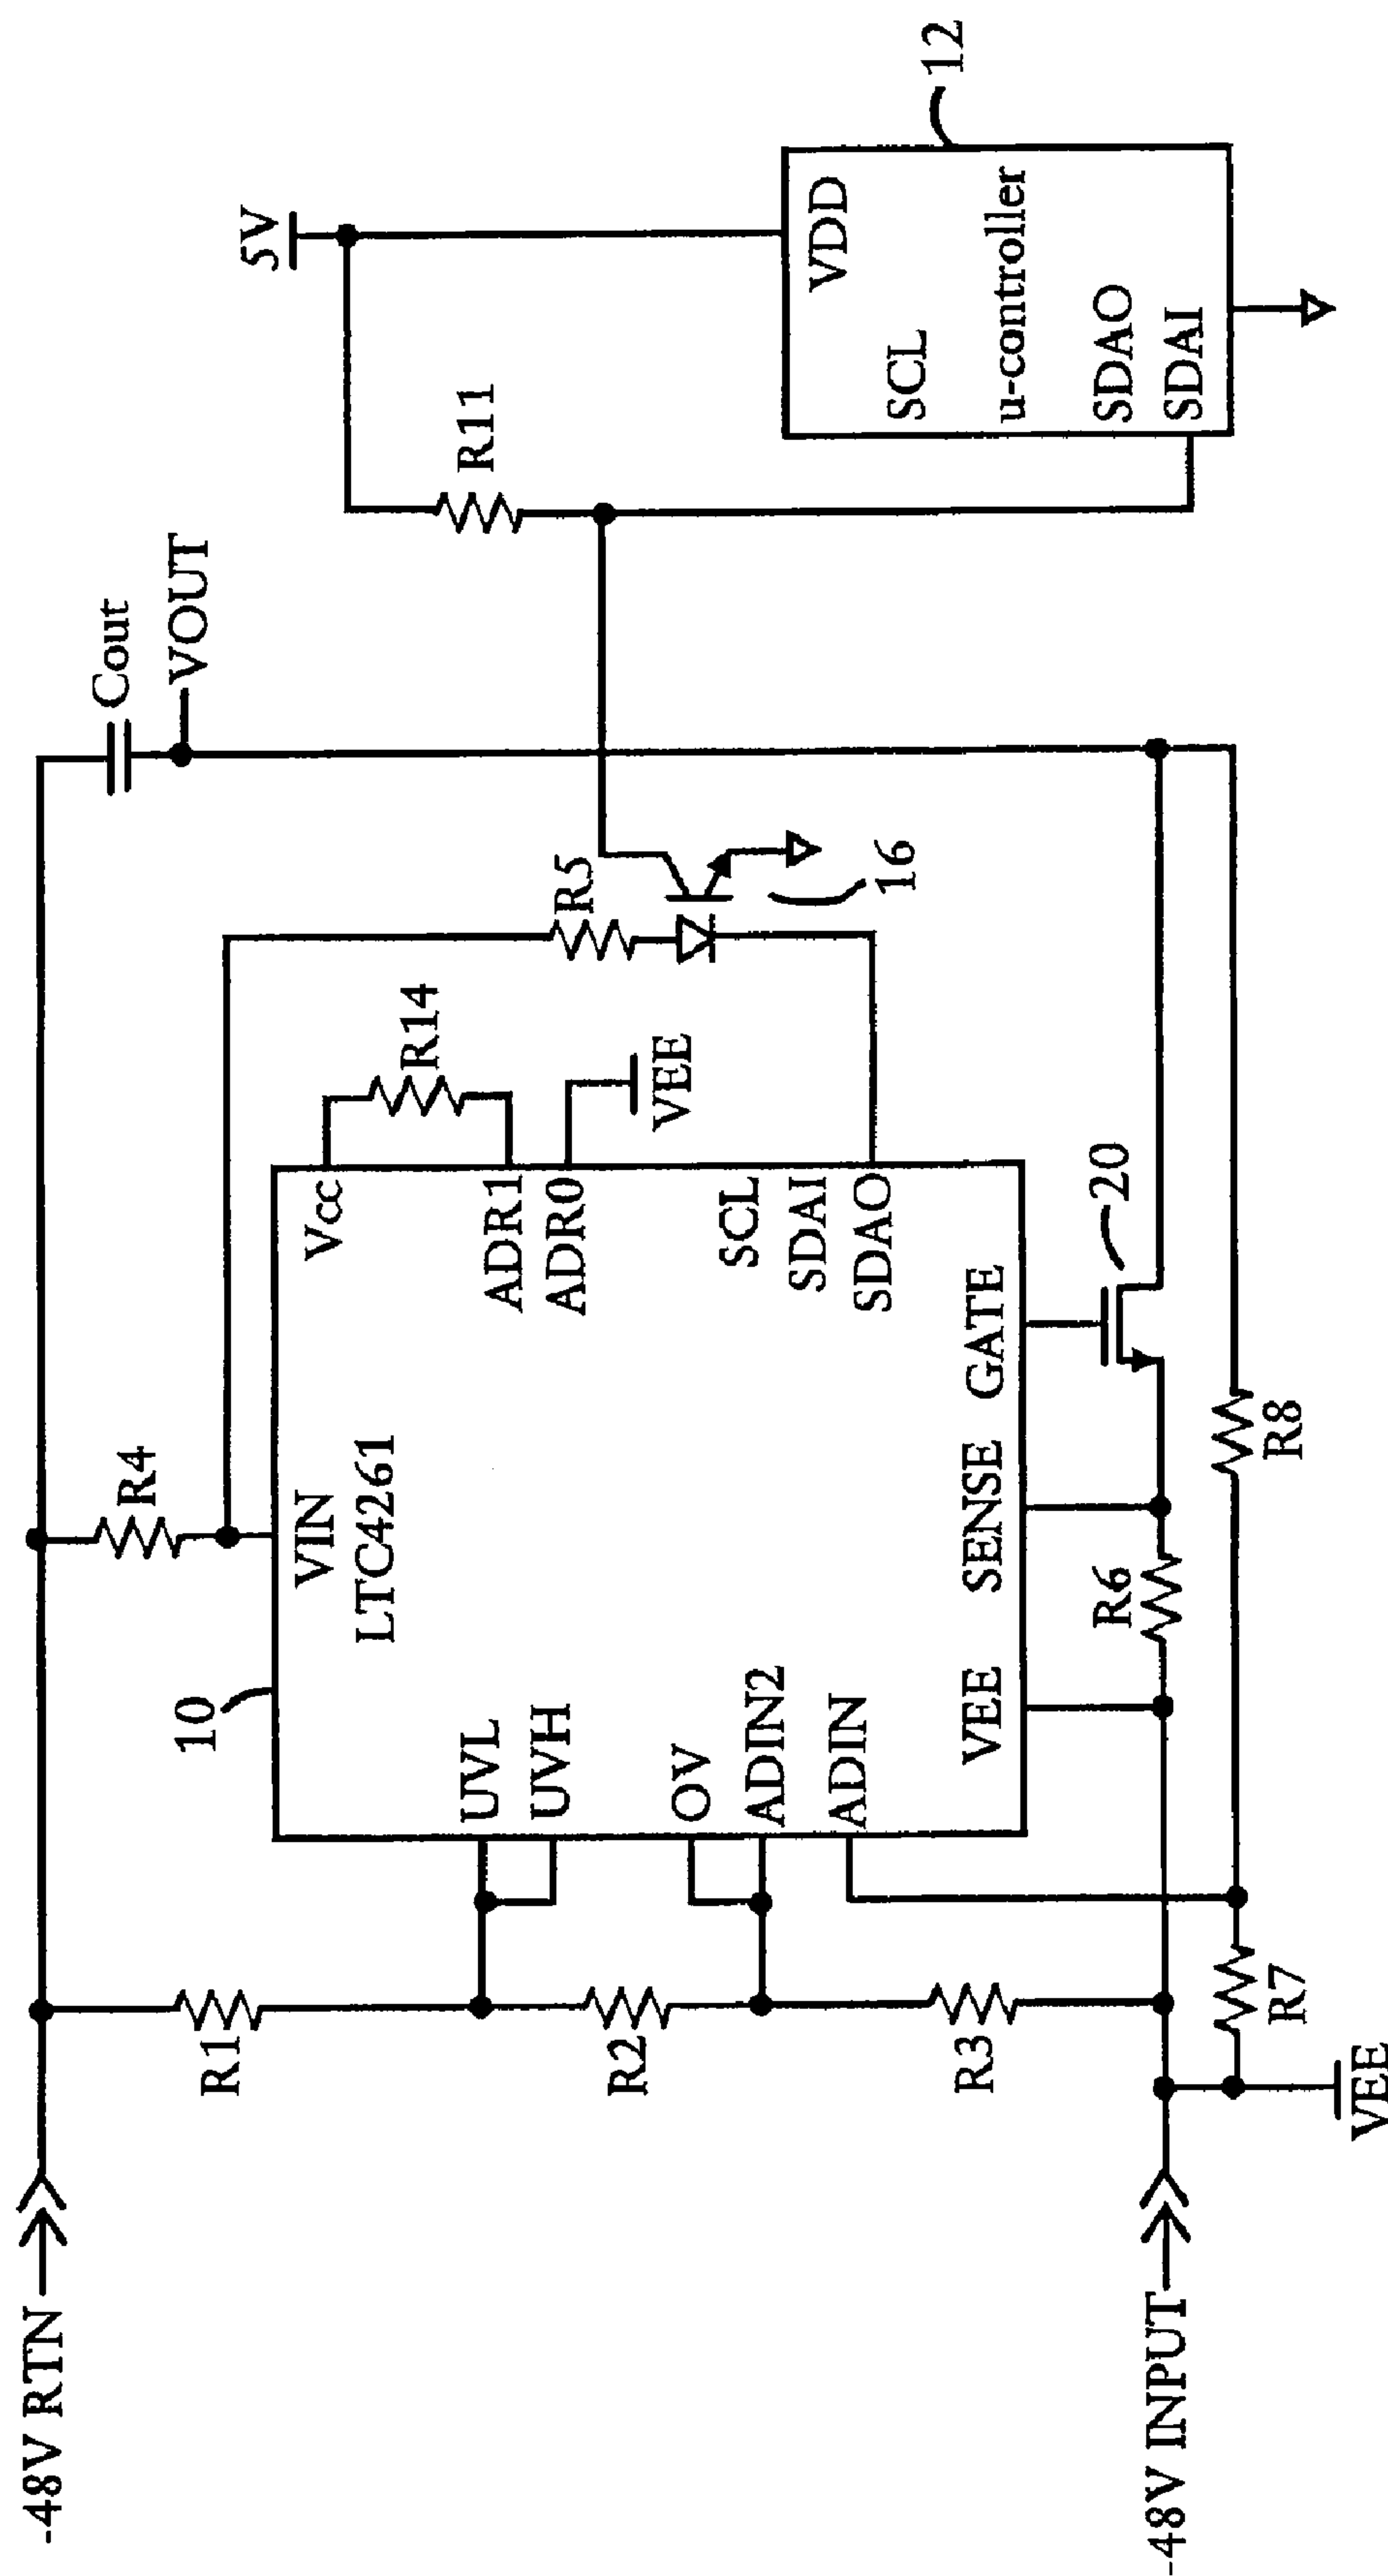 -48V RTN
R1
R4
Cout
VOUT
5V
10
VIN
LTC4261
UVL
UVH
OV
ADIN2
ADIN
VEE
SENSE
GATE
Vcc
ADR1
ADR0
SCL
SDAI
SDAO
R14
VEE
R5
16
R11
VDD
SCL
u-controller
SDAO
SDAI
12
R2
R3
R6
20
R8
R7
-48V INPUT
VEE